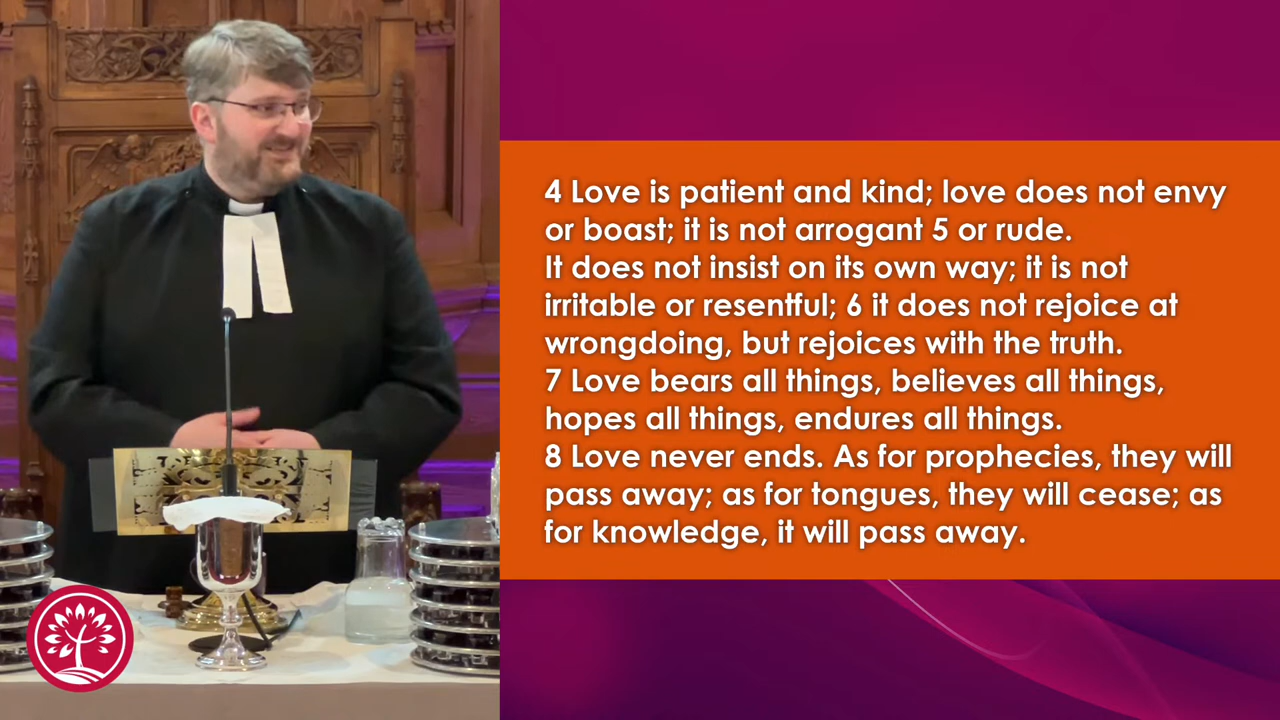 4 Love is patient and kind; love does not envy
or boast; it is not arrogant 5 or rude.
It does not insist on its own way; it is not
irritable or resentful; 6 it does not rejoice at
wrongdoing, but rejoices with the truth.
7 Love bears all things, believes all things,
hopes all things, endures all things.
8 Love never ends. As for prophecies, they will
pass away; as for tongues, they will cease; as
for knowledge, it will pass away.